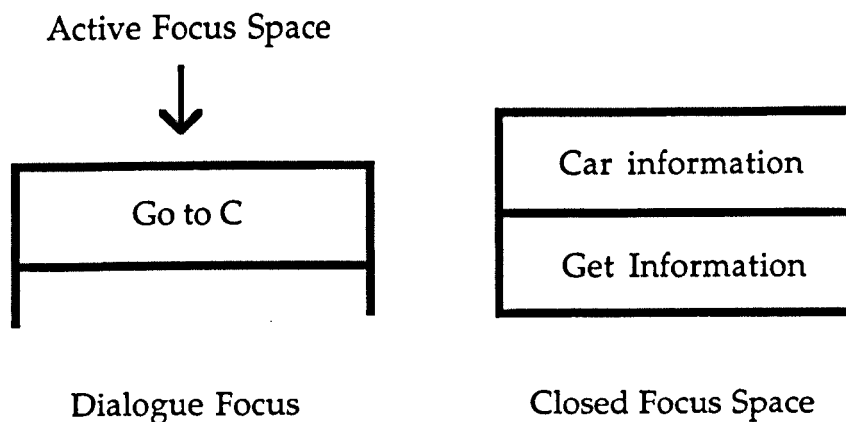 Active Focus Space
Go to C
Car information
Get Information
Dialogue Focus
Closed Focus Space